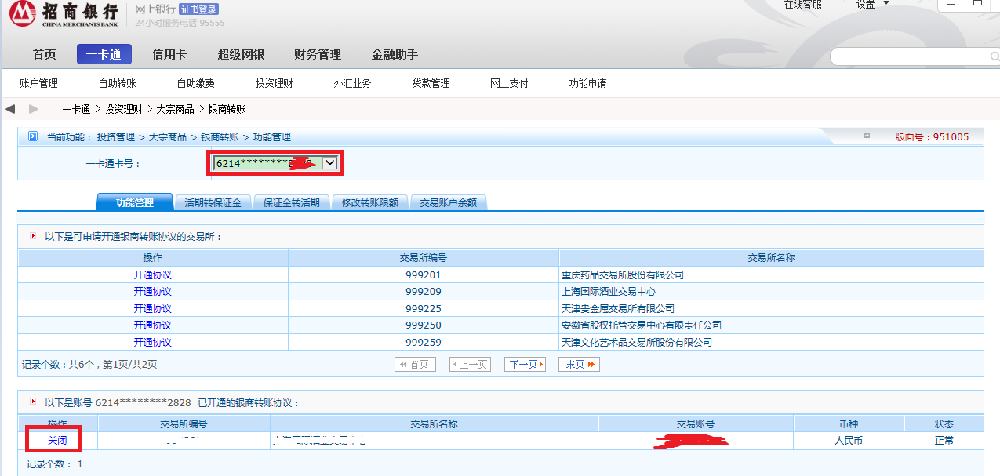 招商银行 网上银行 证书登录 在线客服 设置
CHINA MERCHANTS BANK 24小时服务电话 95555
首页 一卡通 信用卡 超级网银 财务管理 金融助手
账户管理 自助转账 自助缴费 投资理财 外汇业务 贷款管理 网上支付 功能申请
一卡通 > 投资理财 > 大宗商品 > 银商转账
当前功能： 投资管理 > 大宗商品 > 银商转账 > 功能管理 版面号：951005
一卡通卡号：
6214********
功能管理 活期转保证金 保证金转活期 修改转账限额 交易账户余额
以下是可申请开通银商转账协议的交易所：
操作 交易所编号 交易所名称
开通协议 999201 重庆药品交易所股份有限公司
开通协议 999209 上海国际酒业交易中心
开通协议 999225 天津贵金属交易所有限公司
开通协议 999250 安徽省股权托管交易中心有限责任公司
开通协议 999259 天津文化艺术品交易所股份有限公司
记录个数：共6个，第1页/共2页 首页 上一页 下一页 末页
以下是账号 6214********2828 已开通的银商转账协议：
操作 交易所编号 交易所名称 交易账号 币种 状态
关闭 人民币 正常
记录个数： 1